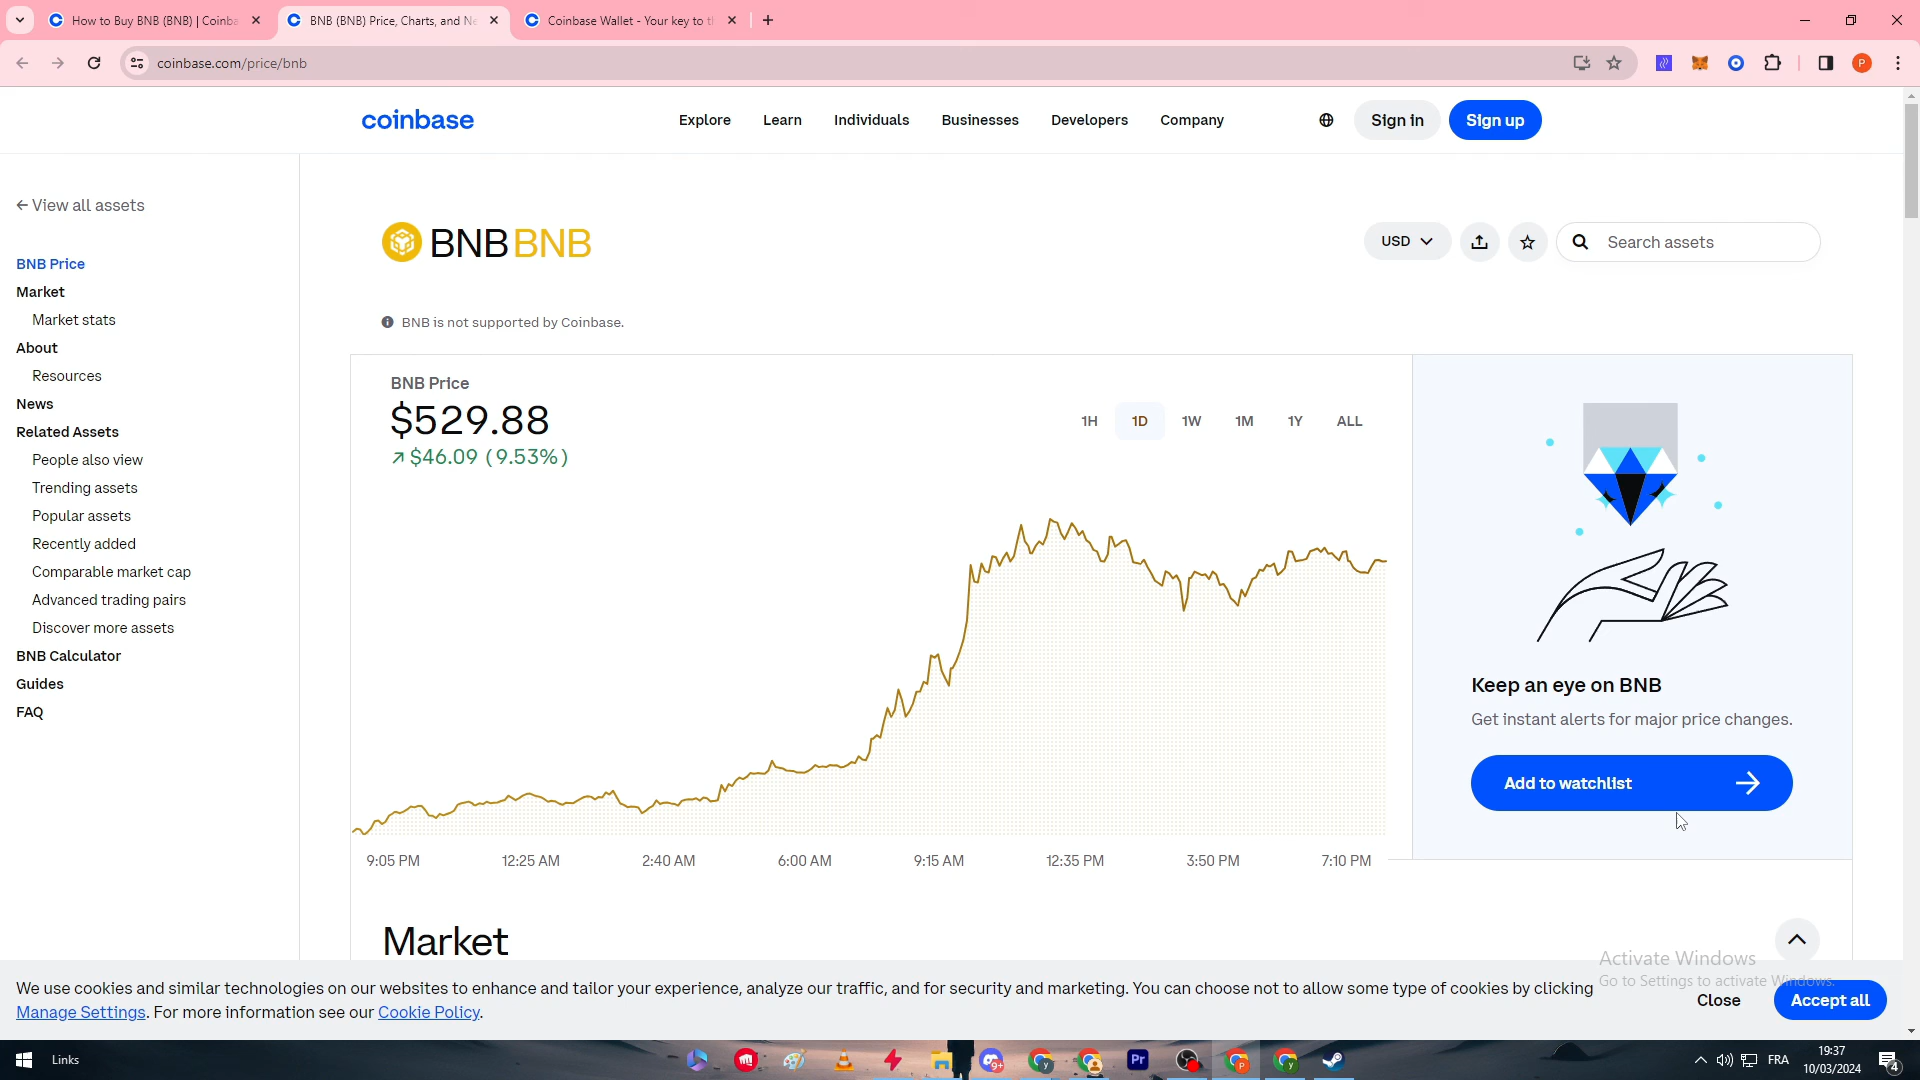 How to Buy BNB (BNB) | Coinba
BNB (BNB) Price, Charts, and Ne
Coinbase Wallet - Your key to t
coinbase.com/price/bnb
P
coinbase
Explore
Learn
Individuals
Businesses
Developers
Company
Sign in
Sign up
← View all assets
BNB Price
Market
Market stats
About
Resources
News
Related Assets
People also view
Trending assets
Popular assets
Recently added
Comparable market cap
Advanced trading pairs
Discover more assets
BNB Calculator
Guides
FAQ
BNB BNB
USD
Search assets
BNB is not supported by Coinbase.
BNB Price
$529.88
↗ $46.09 (9.53%)
1H 1D 1W 1M 1Y ALL
9:05 PM 12:25 AM 2:40 AM 6:00 AM 9:15 AM 12:35 PM 3:50 PM 7:10 PM
Keep an eye on BNB
Get instant alerts for major price changes.
Add to watchlist
Market
Activate Windows
Go to Settings to activate Windows.
We use cookies and similar technologies on our websites to enhance and tailor your experience, analyze our traffic, and for security and marketing. You can choose not to allow some type of cookies by clicking
Manage Settings. For more information see our Cookie Policy.
Close
Accept all
Links
9+
y
Pr
P
y
FRA
19:37
10/03/2024
4